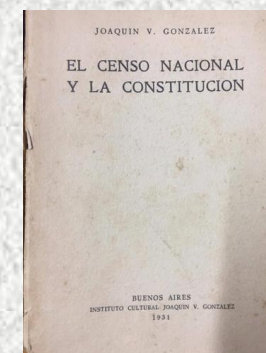 JOAQUIN V. GONZALEZ
EL CENSO NACIONAL
Y LA CONSTITUCION
BUENOS AIRES
INSTITUTO CULTURAL JOAQUIN V. GONZALEZ
1931